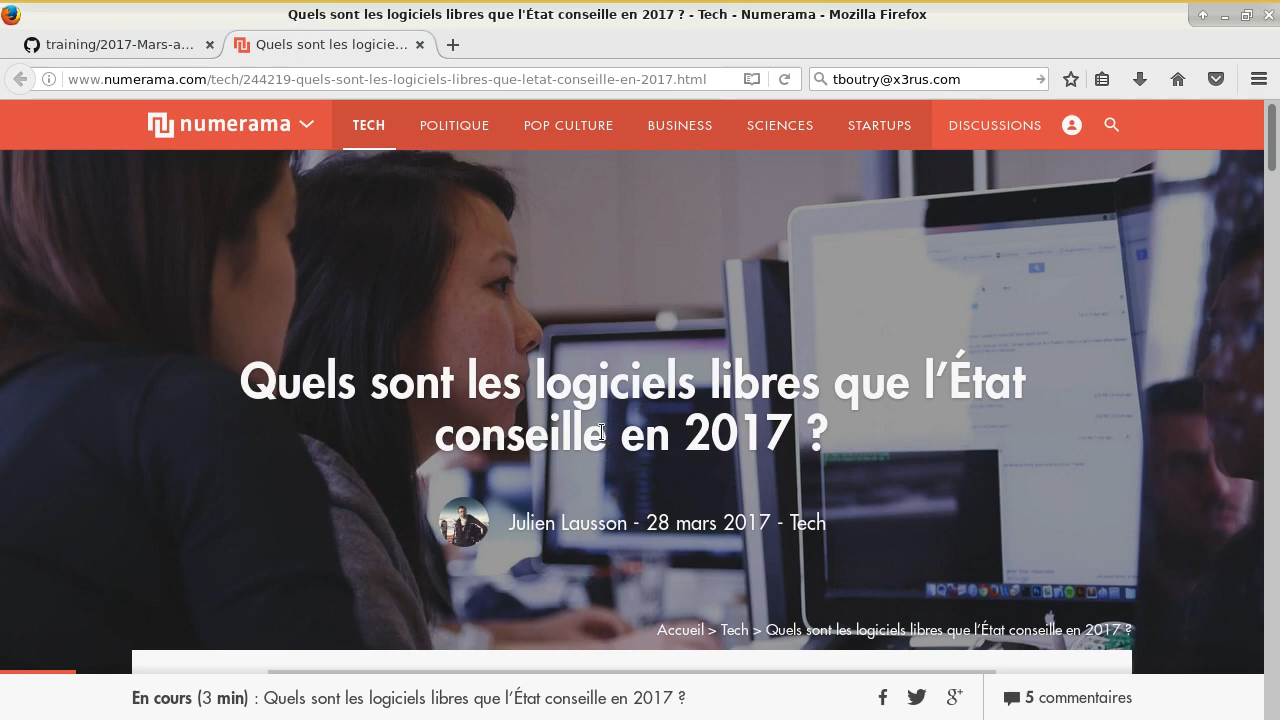 Quels sont les logiciels libres que l'État conseille en 2017 ? - Tech - Numerama - Mozilla Firefox
training/2017-Mars-a...
Quels sont les logicie...
www.numerama.com/tech/244219-quels-sont-les-logiciels-libres-que-letat-conseille-en-2017.html
tboutry@x3rus.com
numerama
TECH
POLITIQUE
POP CULTURE
BUSINESS
SCIENCES
STARTUPS
DISCUSSIONS
Quels sont les logiciels libres que l'État
conseille en 2017 ?
Julien Lausson - 28 mars 2017 - Tech
Accueil > Tech > Quels sont les logiciels libres que l'État conseille en 2017 ?
En cours (3 min) : Quels sont les logiciels libres que l'État conseille en 2017 ?
5 commentaires